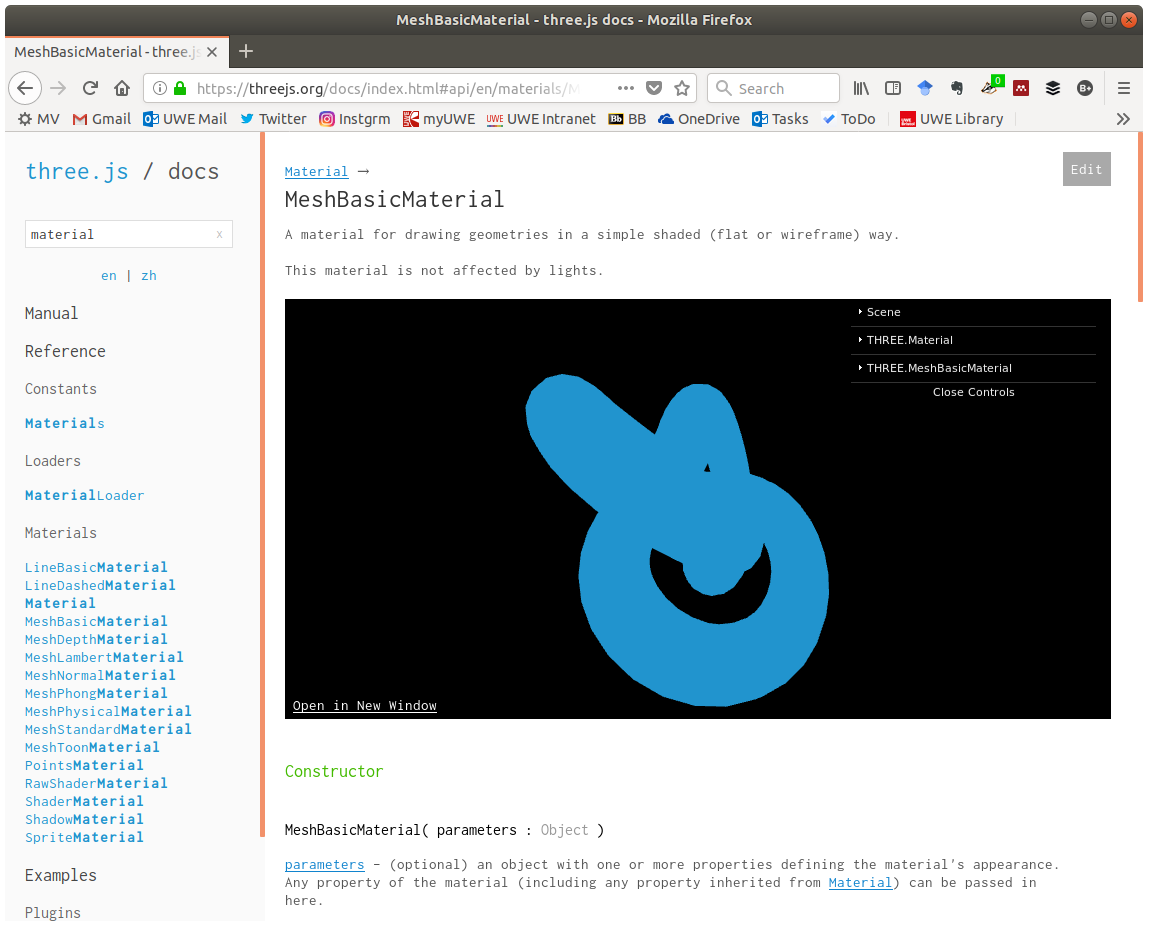 MeshBasicMaterial - three.js docs - Mozilla Firefox
MeshBasicMaterial - three.js
https://threejs.org/docs/index.html#api/en/materials/M
Search
0
MV
Gmail
UWE Mail
Twitter
Instgrm
myUWE
UWE Intranet
BB
OneDrive
Tasks
ToDo
UWE Library
three.js / docs
material x
en | zh
Manual
Reference
Constants
Materials
Loaders
MaterialLoader
Materials
LineBasicMaterial
LineDashedMaterial
Material
MeshBasicMaterial
MeshDepthMaterial
MeshLambertMaterial
MeshNormalMaterial
MeshPhongMaterial
MeshPhysicalMaterial
MeshStandardMaterial
MeshToonMaterial
PointsMaterial
RawShaderMaterial
ShaderMaterial
ShadowMaterial
SpriteMaterial
Examples
Plugins
Material →
Edit
MeshBasicMaterial
A material for drawing geometries in a simple shaded (flat or wireframe) way.
This material is not affected by lights.
Scene
THREE.Material
THREE.MeshBasicMaterial
Close Controls
Open in New Window
Constructor
MeshBasicMaterial( parameters : Object )
parameters - (optional) an object with one or more properties defining the material's appearance.
Any property of the material (including any property inherited from Material) can be passed in
here.